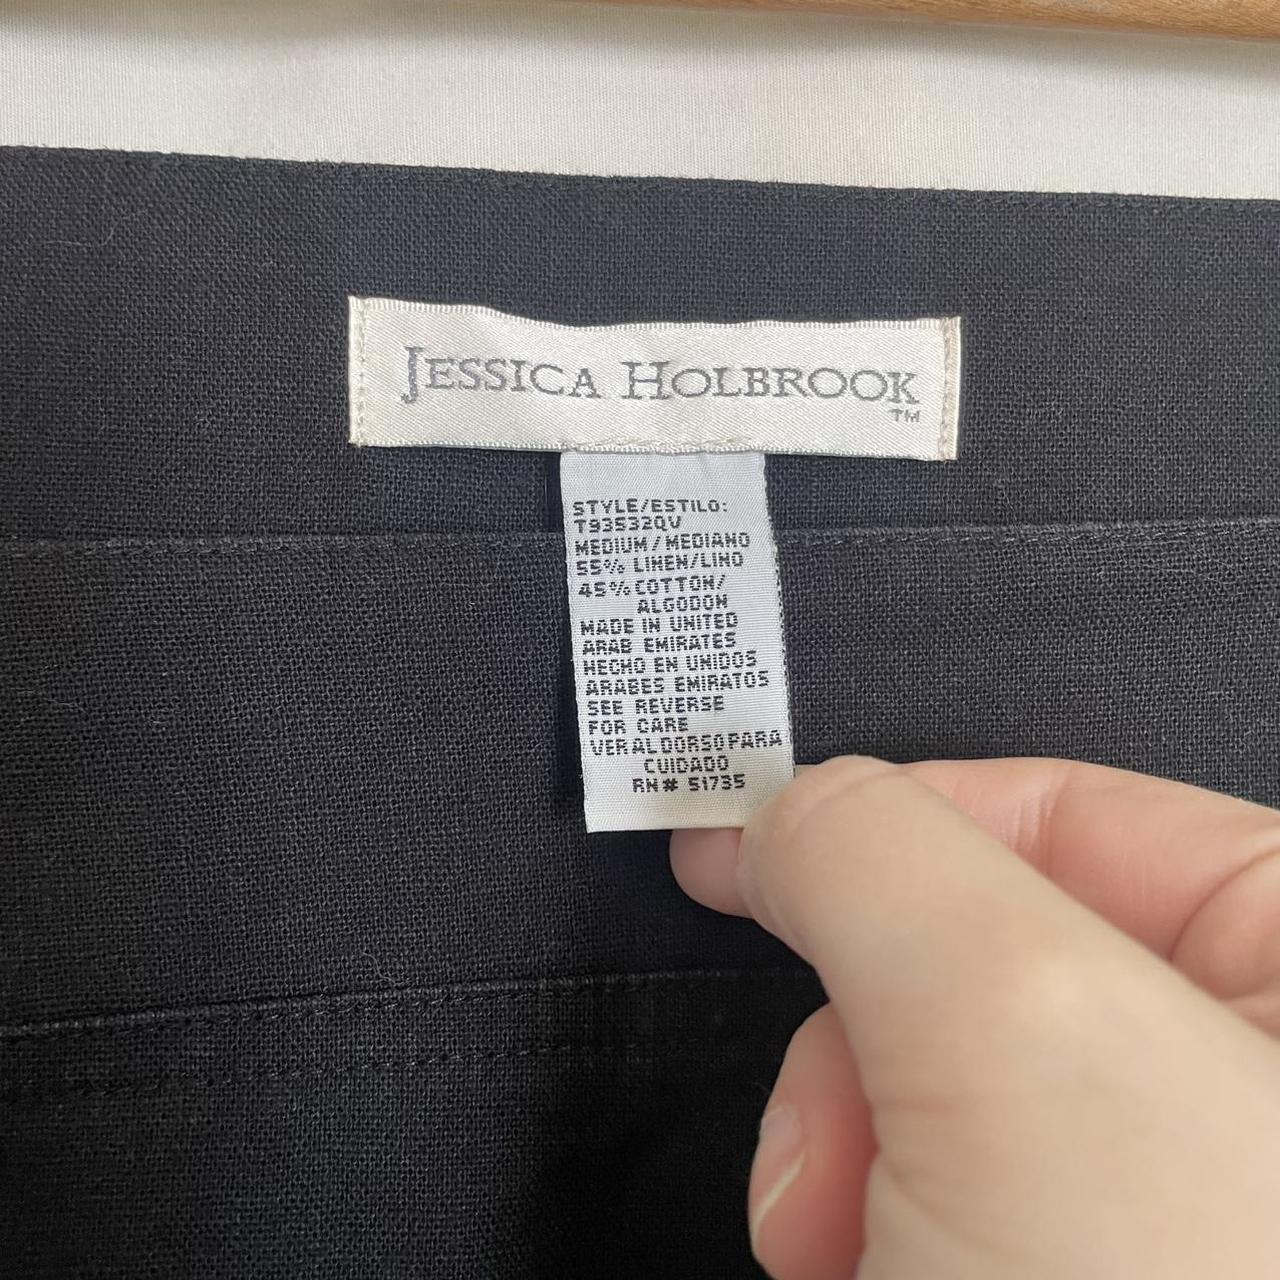 JESSICA HOLBROOK
TM
STYLE/ESTILO:
T93532QV
MEDIUM/MEDIANO
55% LINEN/LINO
45% COTTON/
ALGODON
MADE IN UNITED
ARAB EMIRATES
HECHO EN UNIDOS
ARABES EMIRATOS
SEE REVERSE
FOR CARE
VER AL DORSO PARA
CUIDADO
RN# 51735